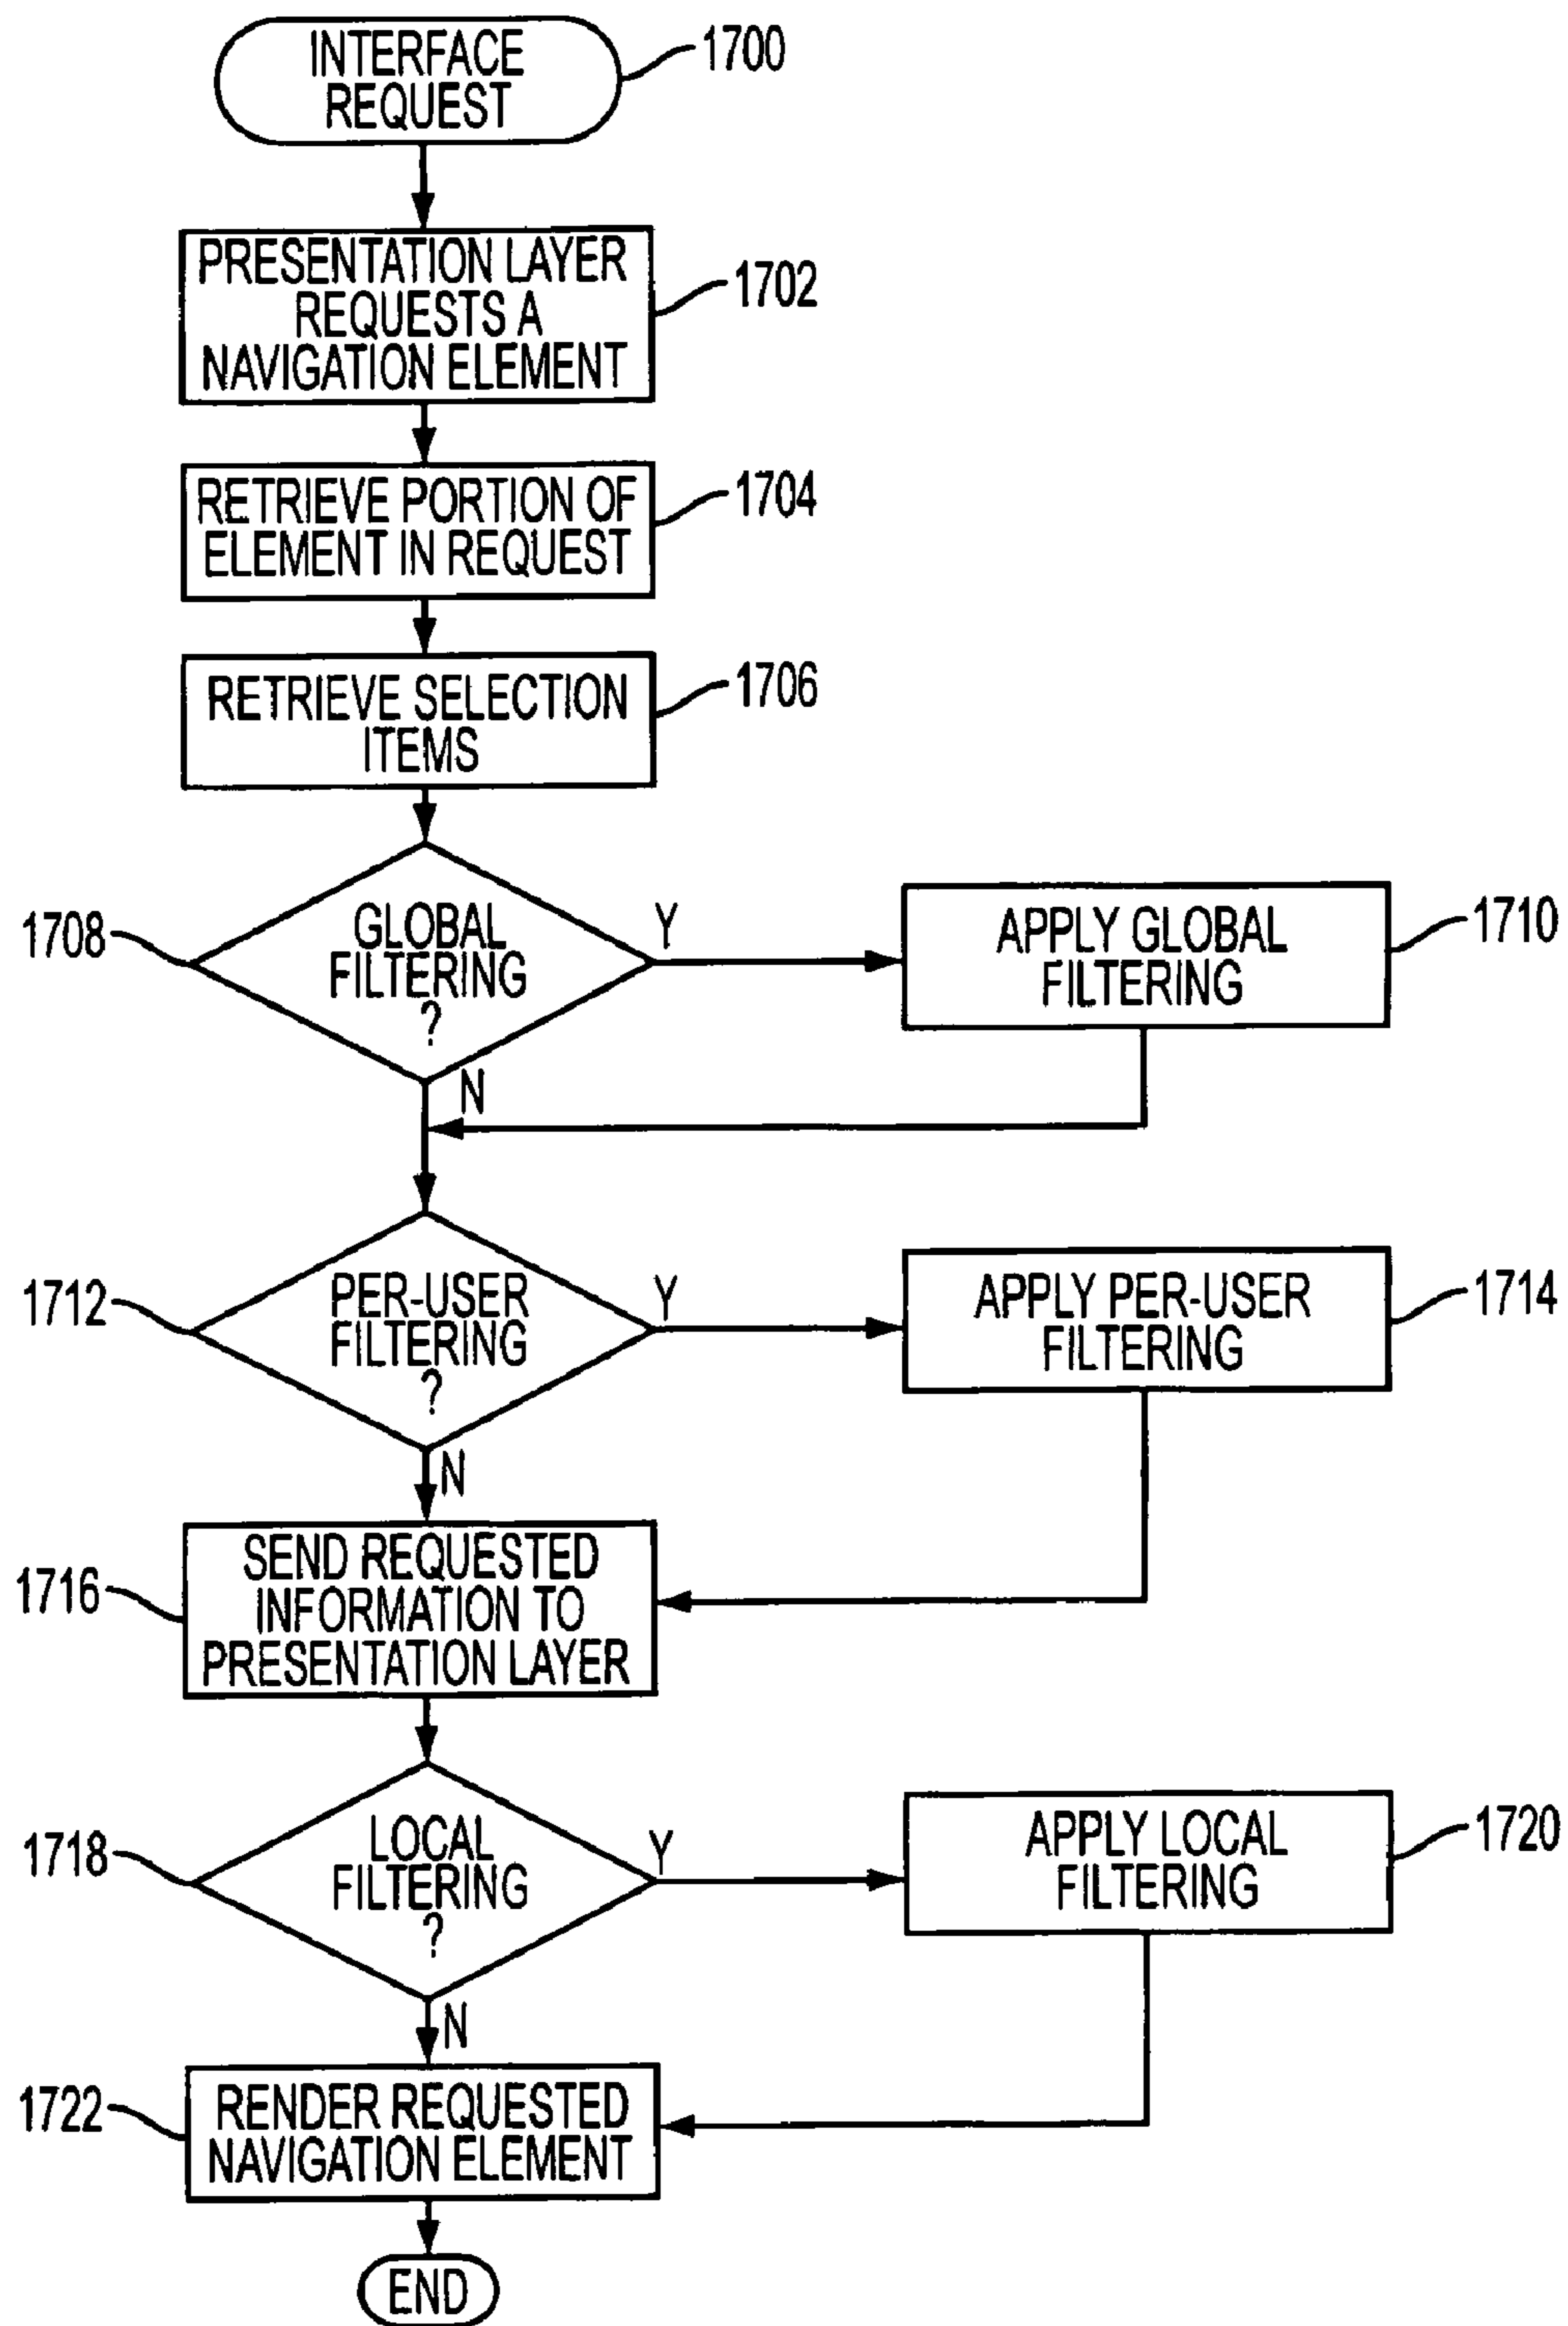 INTERFACE
REQUEST
1700
PRESENTATION LAYER
REQUESTS A
NAVIGATION ELEMENT
1702
RETRIEVE PORTION OF
ELEMENT IN REQUEST
1704
RETRIEVE SELECTION
ITEMS
1706
1708
GLOBAL
FILTERING
?
Y
N
APPLY GLOBAL
FILTERING
1710
1712
PER-USER
FILTERING
?
Y
N
APPLY PER-USER
FILTERING
1714
1716
SEND REQUESTED
INFORMATION TO
PRESENTATION LAYER
1718
LOCAL
FILTERING
?
Y
N
APPLY LOCAL
FILTERING
1720
1722
RENDER REQUESTED
NAVIGATION ELEMENT
END